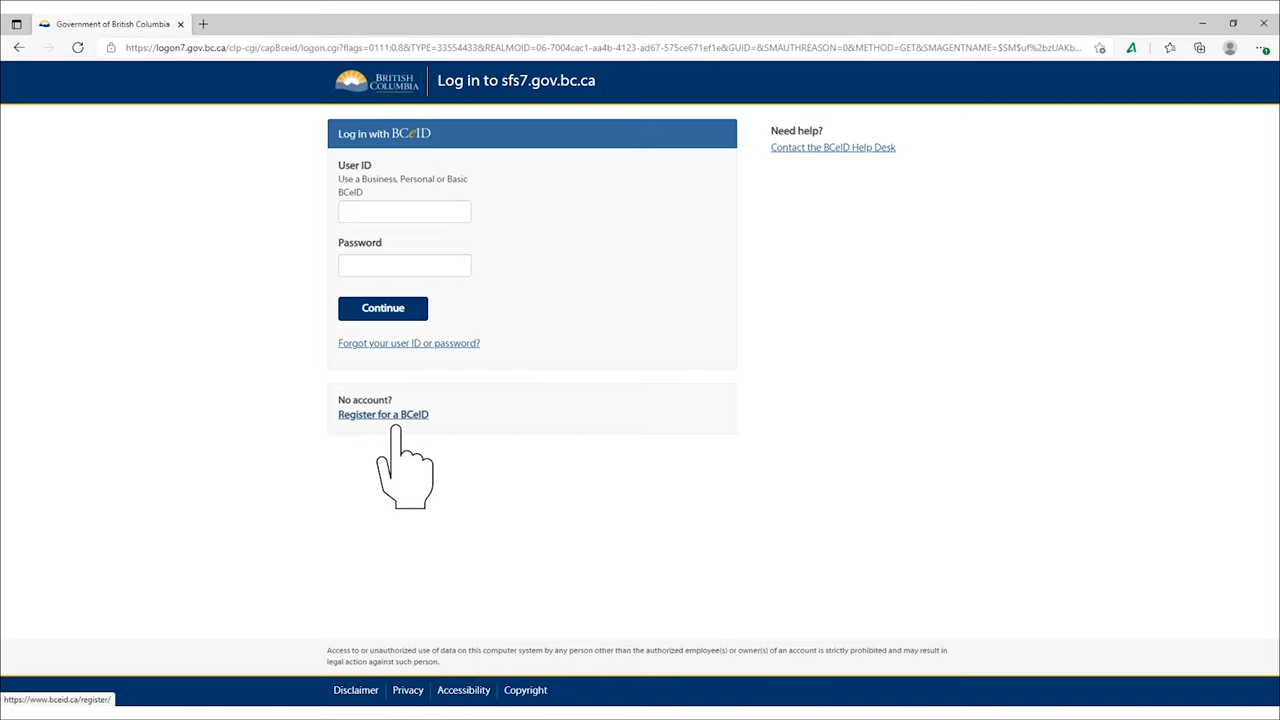 Government of British Columbia
https://logon7.gov.bc.ca/clp-cgi/capBceid/logon.cgi?flags=0111:0,8&TYPE=33554433&REALMOID=06-7004cac1-aa4b-4123-ad67-575ce671ef1e&GUID=&SMAUTHREASON=0&METHOD=GET&SMAGENTNAME=$SM$uf%2bzUAKb...
BRITISH COLUMBIA
Log in to sfs7.gov.bc.ca
Log in with BCeID
Need help?
Contact the BCeID Help Desk
User ID
Use a Business, Personal or Basic
BCeID
Password
Continue
Forgot your user ID or password?
No account?
Register for a BCeID
Access to or unauthorized use of data on this computer system by any person other than the authorized employee(s) or owner(s) of an account is strictly prohibited and may result in
legal action against such person.
Disclaimer Privacy Accessibility Copyright
https://www.bceid.ca/register/